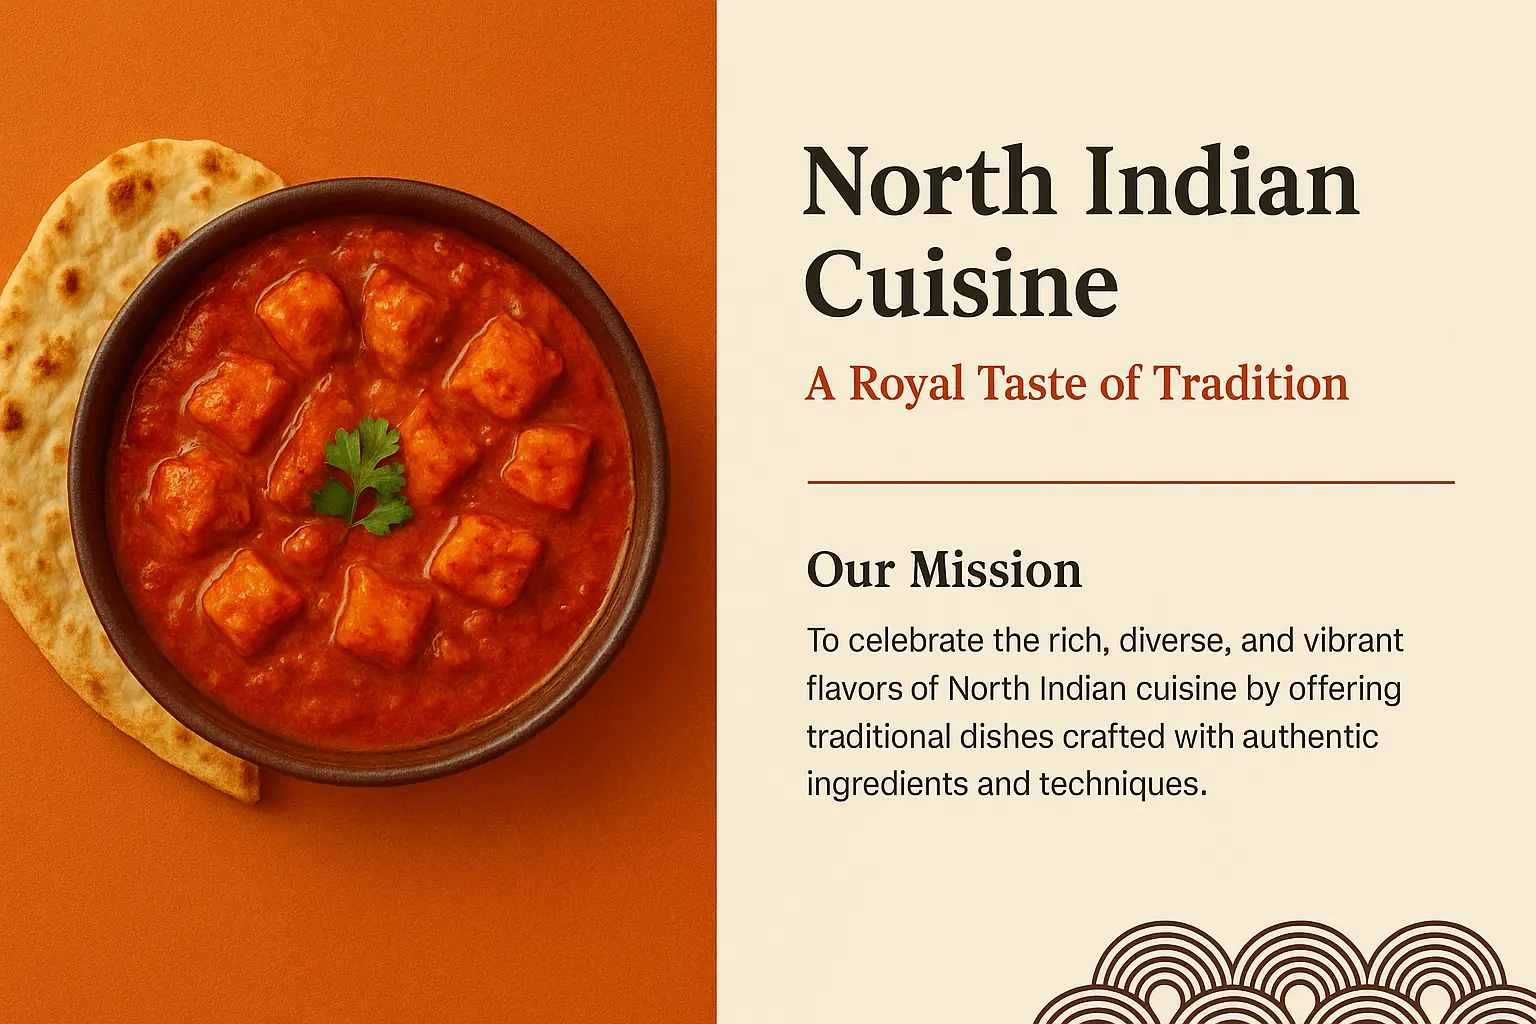 North Indian
Cuisine
A Royal Taste of Tradition
Our Mission
To celebrate the rich, diverse, and vibrant
flavors of North Indian cuisine by offering
traditional dishes crafted with authentic
ingredients and techniques.